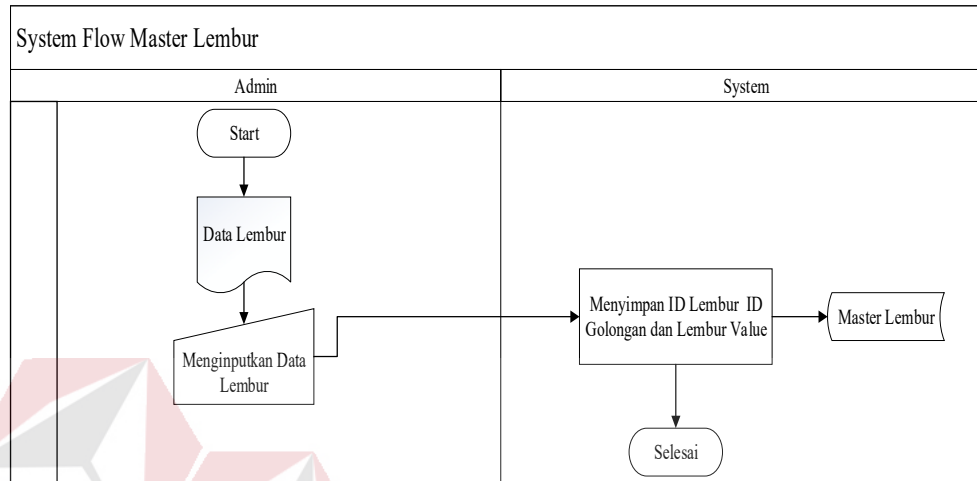 System Flow Master Lembur
Admin
System
Start
Data Lembur
Menginputkan Data
Lembur
Menyimpan ID Lembur ID
Golongan dan Lembur Value
Master Lembur
Selesai